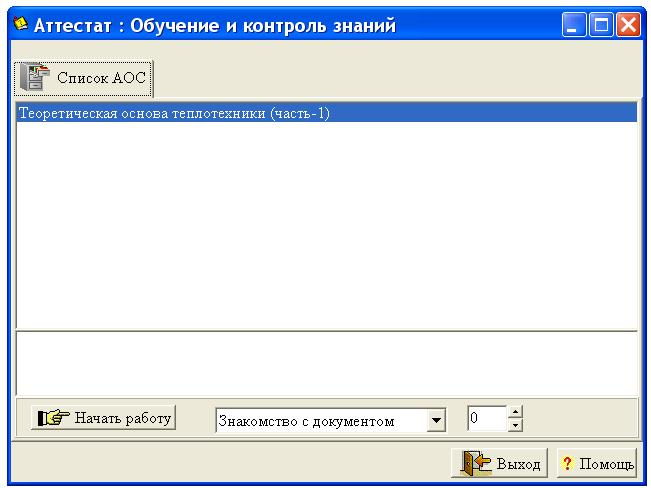 Аттестат : Обучение и контроль знаний
Список АОС
Теоретическая основа теплотехники (часть-1)
Начать работу
Знакомство с документом
0
Выход
? Помощь